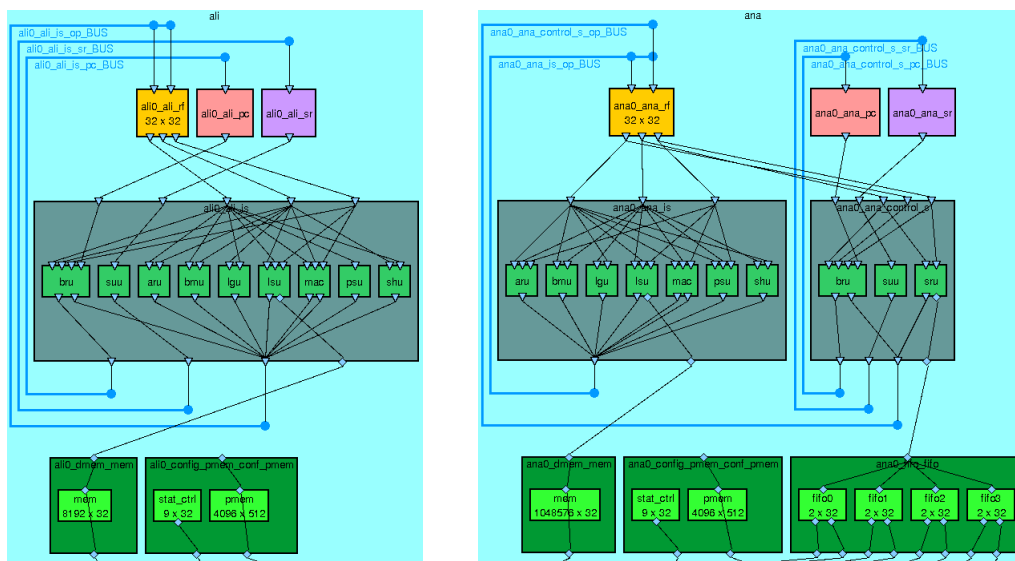 ali
ali0_ali_is_op_BUS
ali0_ali_is_sr_BUS
ali0_ali_is_pc_BUS
ali0_ali_rf
32 x 32
ali0_ali_pc
ali0_ali_sr
ali0_ali_is
bru
suu
aru
bmu
lgu
lsu
mac
psu
shu
ali0_dmem_mem
mem
8192 x 32
ali0_config_pmem_conf_pmem
stat_ctrl
9 x 32
pmem
4096 x 512
ana
ana0_ana_control_s_op_BUS
ana0_ana_is_op_BUS
ana0_ana_control_s_sr_BUS
ana0_ana_control_s_pc_BUS
ana0_ana_rf
32 x 32
ana0_ana_pc
ana0_ana_sr
ana0_ana_is
aru
bmu
lgu
lsu
mac
psu
shu
ana0_ana_control_s
bru
suu
sru
ana0_dmem_mem
mem
1048576 x 32
ana0_config_pmem_conf_pmem
stat_ctrl
9 x 32
pmem
4096 x 512
ana0_fifo_fifo
fifo0
2 x 32
fifo1
2 x 32
fifo2
2 x 32
fifo3
2 x 32